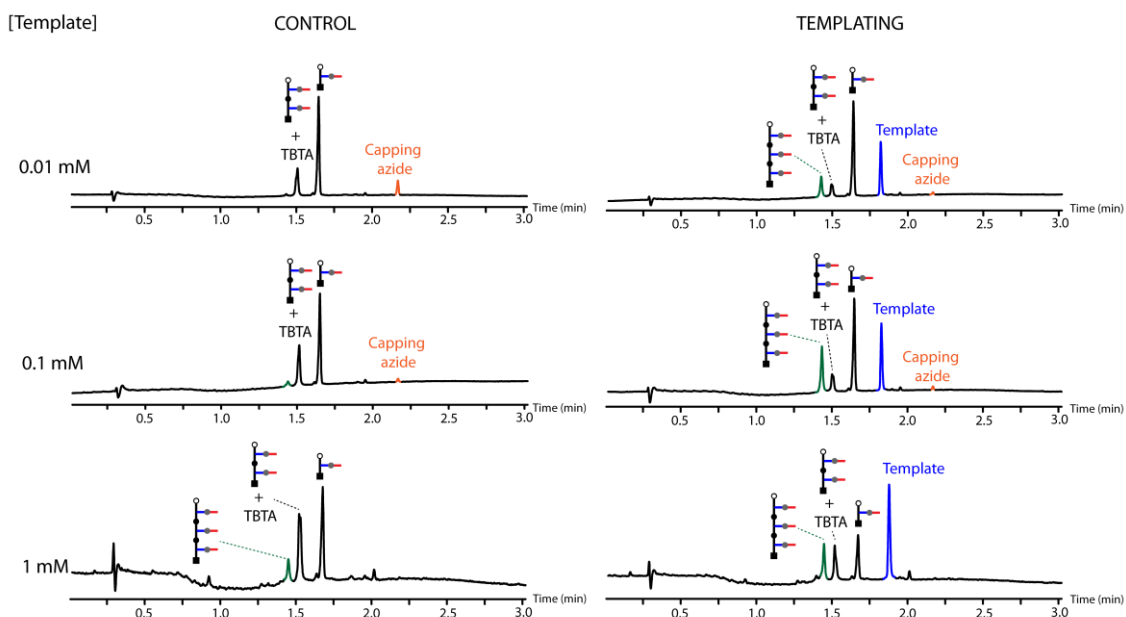 [Template] CONTROL TEMPLATING
0.01 mM
+
TBTA
Capping
azide
0.5 1.0 1.5 2.0 2.5 3.0
Time (min)
+
TBTA
Template
Capping
azide
0.5 1.0 1.5 2.0 2.5 3.0
Time (min)
0.1 mM
+
TBTA
Capping
azide
0.5 1.0 1.5 2.0 2.5 3.0
Time (min)
+
TBTA
Template
Capping
azide
0.5 1.0 1.5 2.0 2.5 3.0
Time (min)
1 mM
+
TBTA
0.5 1.0 1.5 2.0 2.5 3.0
Time (min)
+
TBTA
Template
0.5 1.0 1.5 2.0 2.5 3.0
Time (min)